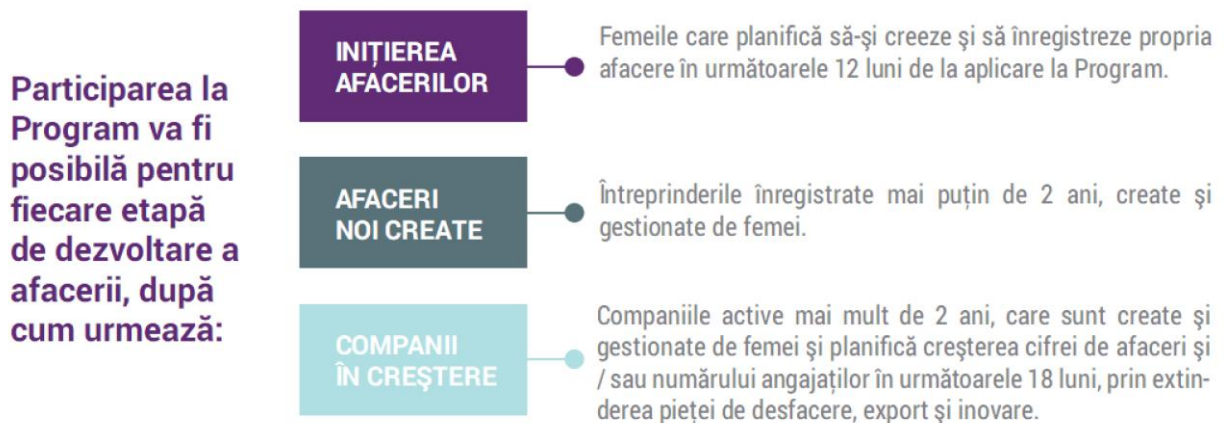 Participarea la
Program va fi
posibilă pentru
fiecare etapă
de dezvoltare a
afacerii, după
cum urmează:
INIȚIEREA
AFACERILOR
Femeile care planifică să-și creeze și să înregistreze propria
afacere în următoarele 12 luni de la aplicare la Program.
AFACERI
NOI CREATE
Întreprinderile înregistrate mai puțin de 2 ani, create și
gestionate de femei.
COMPANII
ÎN CREŞTERE
Companiile active mai mult de 2 ani, care sunt create și
gestionate de femei și planifică creșterea cifrei de afaceri și
/ sau numărului angajaților în următoarele 18 luni, prin extin-
derea pieței de desfacere, export și inovare.